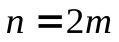 n = 2m